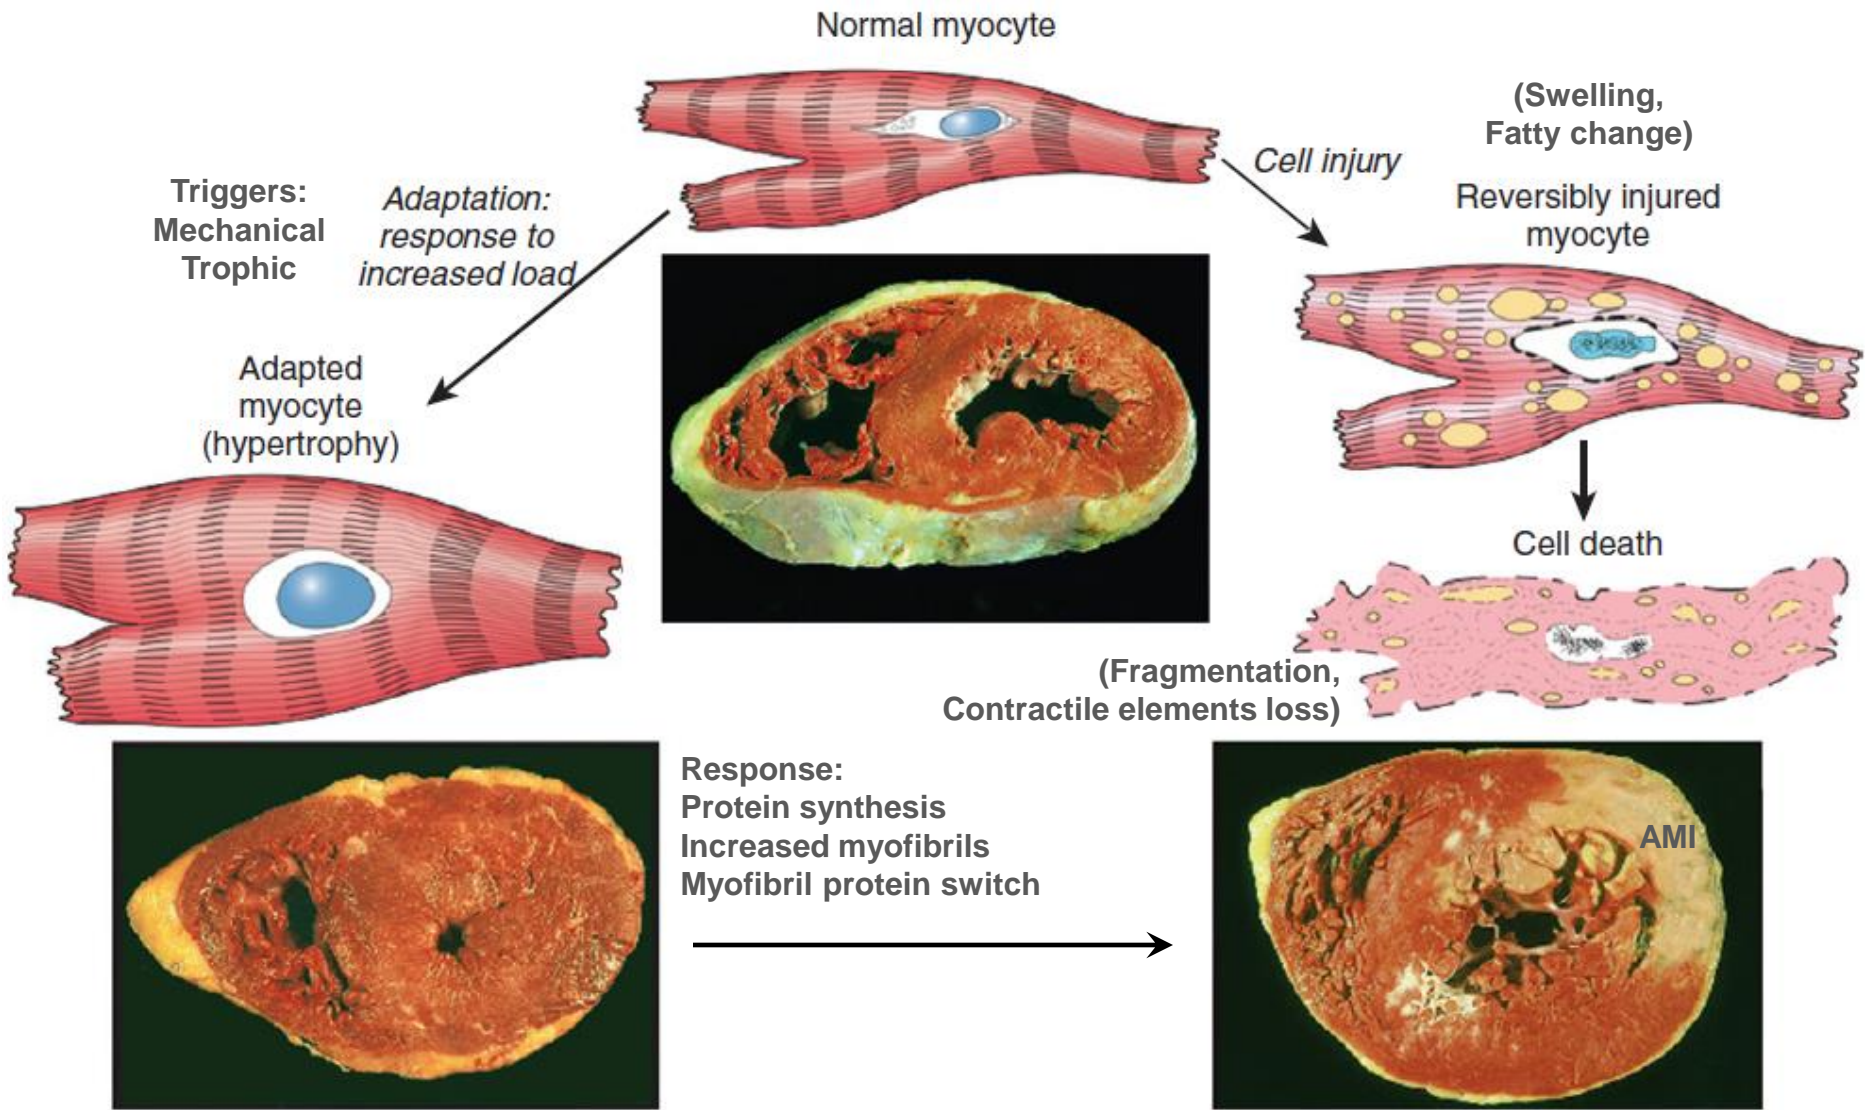 Normal myocyte
(Swelling,
Fatty change)
Cell injury
Reversibly injured
myocyte
Triggers:
Mechanical
Trophic
Adaptation:
response to
increased load
Adapted
myocyte
(hypertrophy)
Cell death
(Fragmentation,
Contractile elements loss)
Response:
Protein synthesis
Increased myofibrils
Myofibril protein switch
AMI